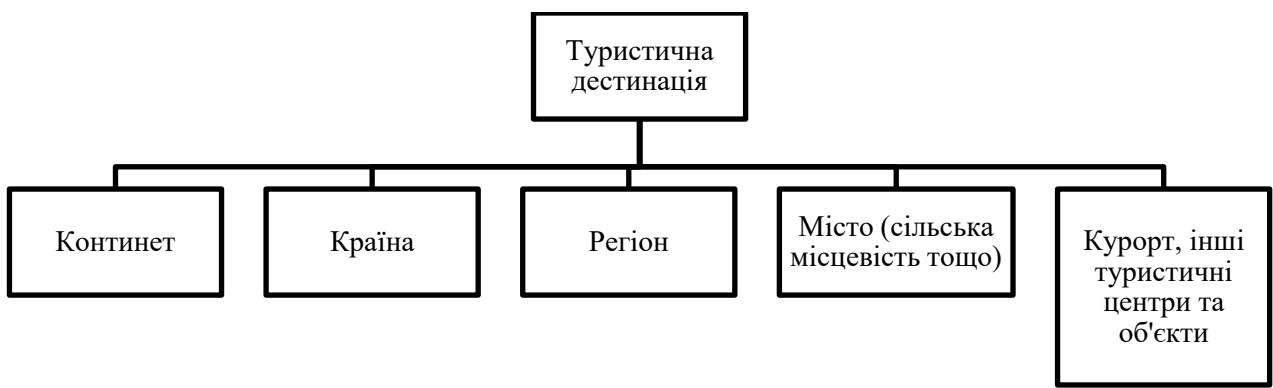 Туристична
дестинація
Континет
Країна
Регіон
Місто (сільська
місцевість тощо)
Курорт, інші
туристичні
центри та
об'єкти